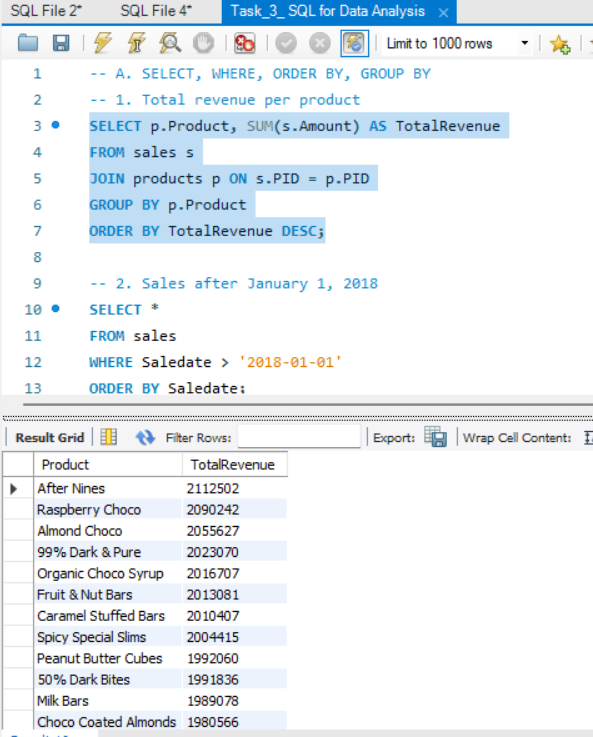 SQL File 2* SQL File 4* Task_3_ SQL for Data Analysis
Limit to 1000 rows
1 -- A. SELECT, WHERE, ORDER BY, GROUP BY
2 -- 1. Total revenue per product
3 SELECT p.Product, SUM(s.Amount) AS TotalRevenue
4 FROM sales s
5 JOIN products p ON s.PID = p.PID
6 GROUP BY p.Product
7 ORDER BY TotalRevenue DESC;
8
9 -- 2. Sales after January 1, 2018
10 SELECT *
11 FROM sales
12 WHERE Saledate > '2018-01-01'
13 ORDER BY Saledate;
Result Grid Filter Rows: Export: Wrap Cell Content:
Product TotalRevenue
After Nines 2112502
Raspberry Choco 2090242
Almond Choco 2055627
99% Dark & Pure 2023070
Organic Choco Syrup 2016707
Fruit & Nut Bars 2013081
Caramel Stuffed Bars 2010407
Spicy Special Slims 2004415
Peanut Butter Cubes 1992060
50% Dark Bites 1991836
Milk Bars 1989078
Choco Coated Almonds 1980566